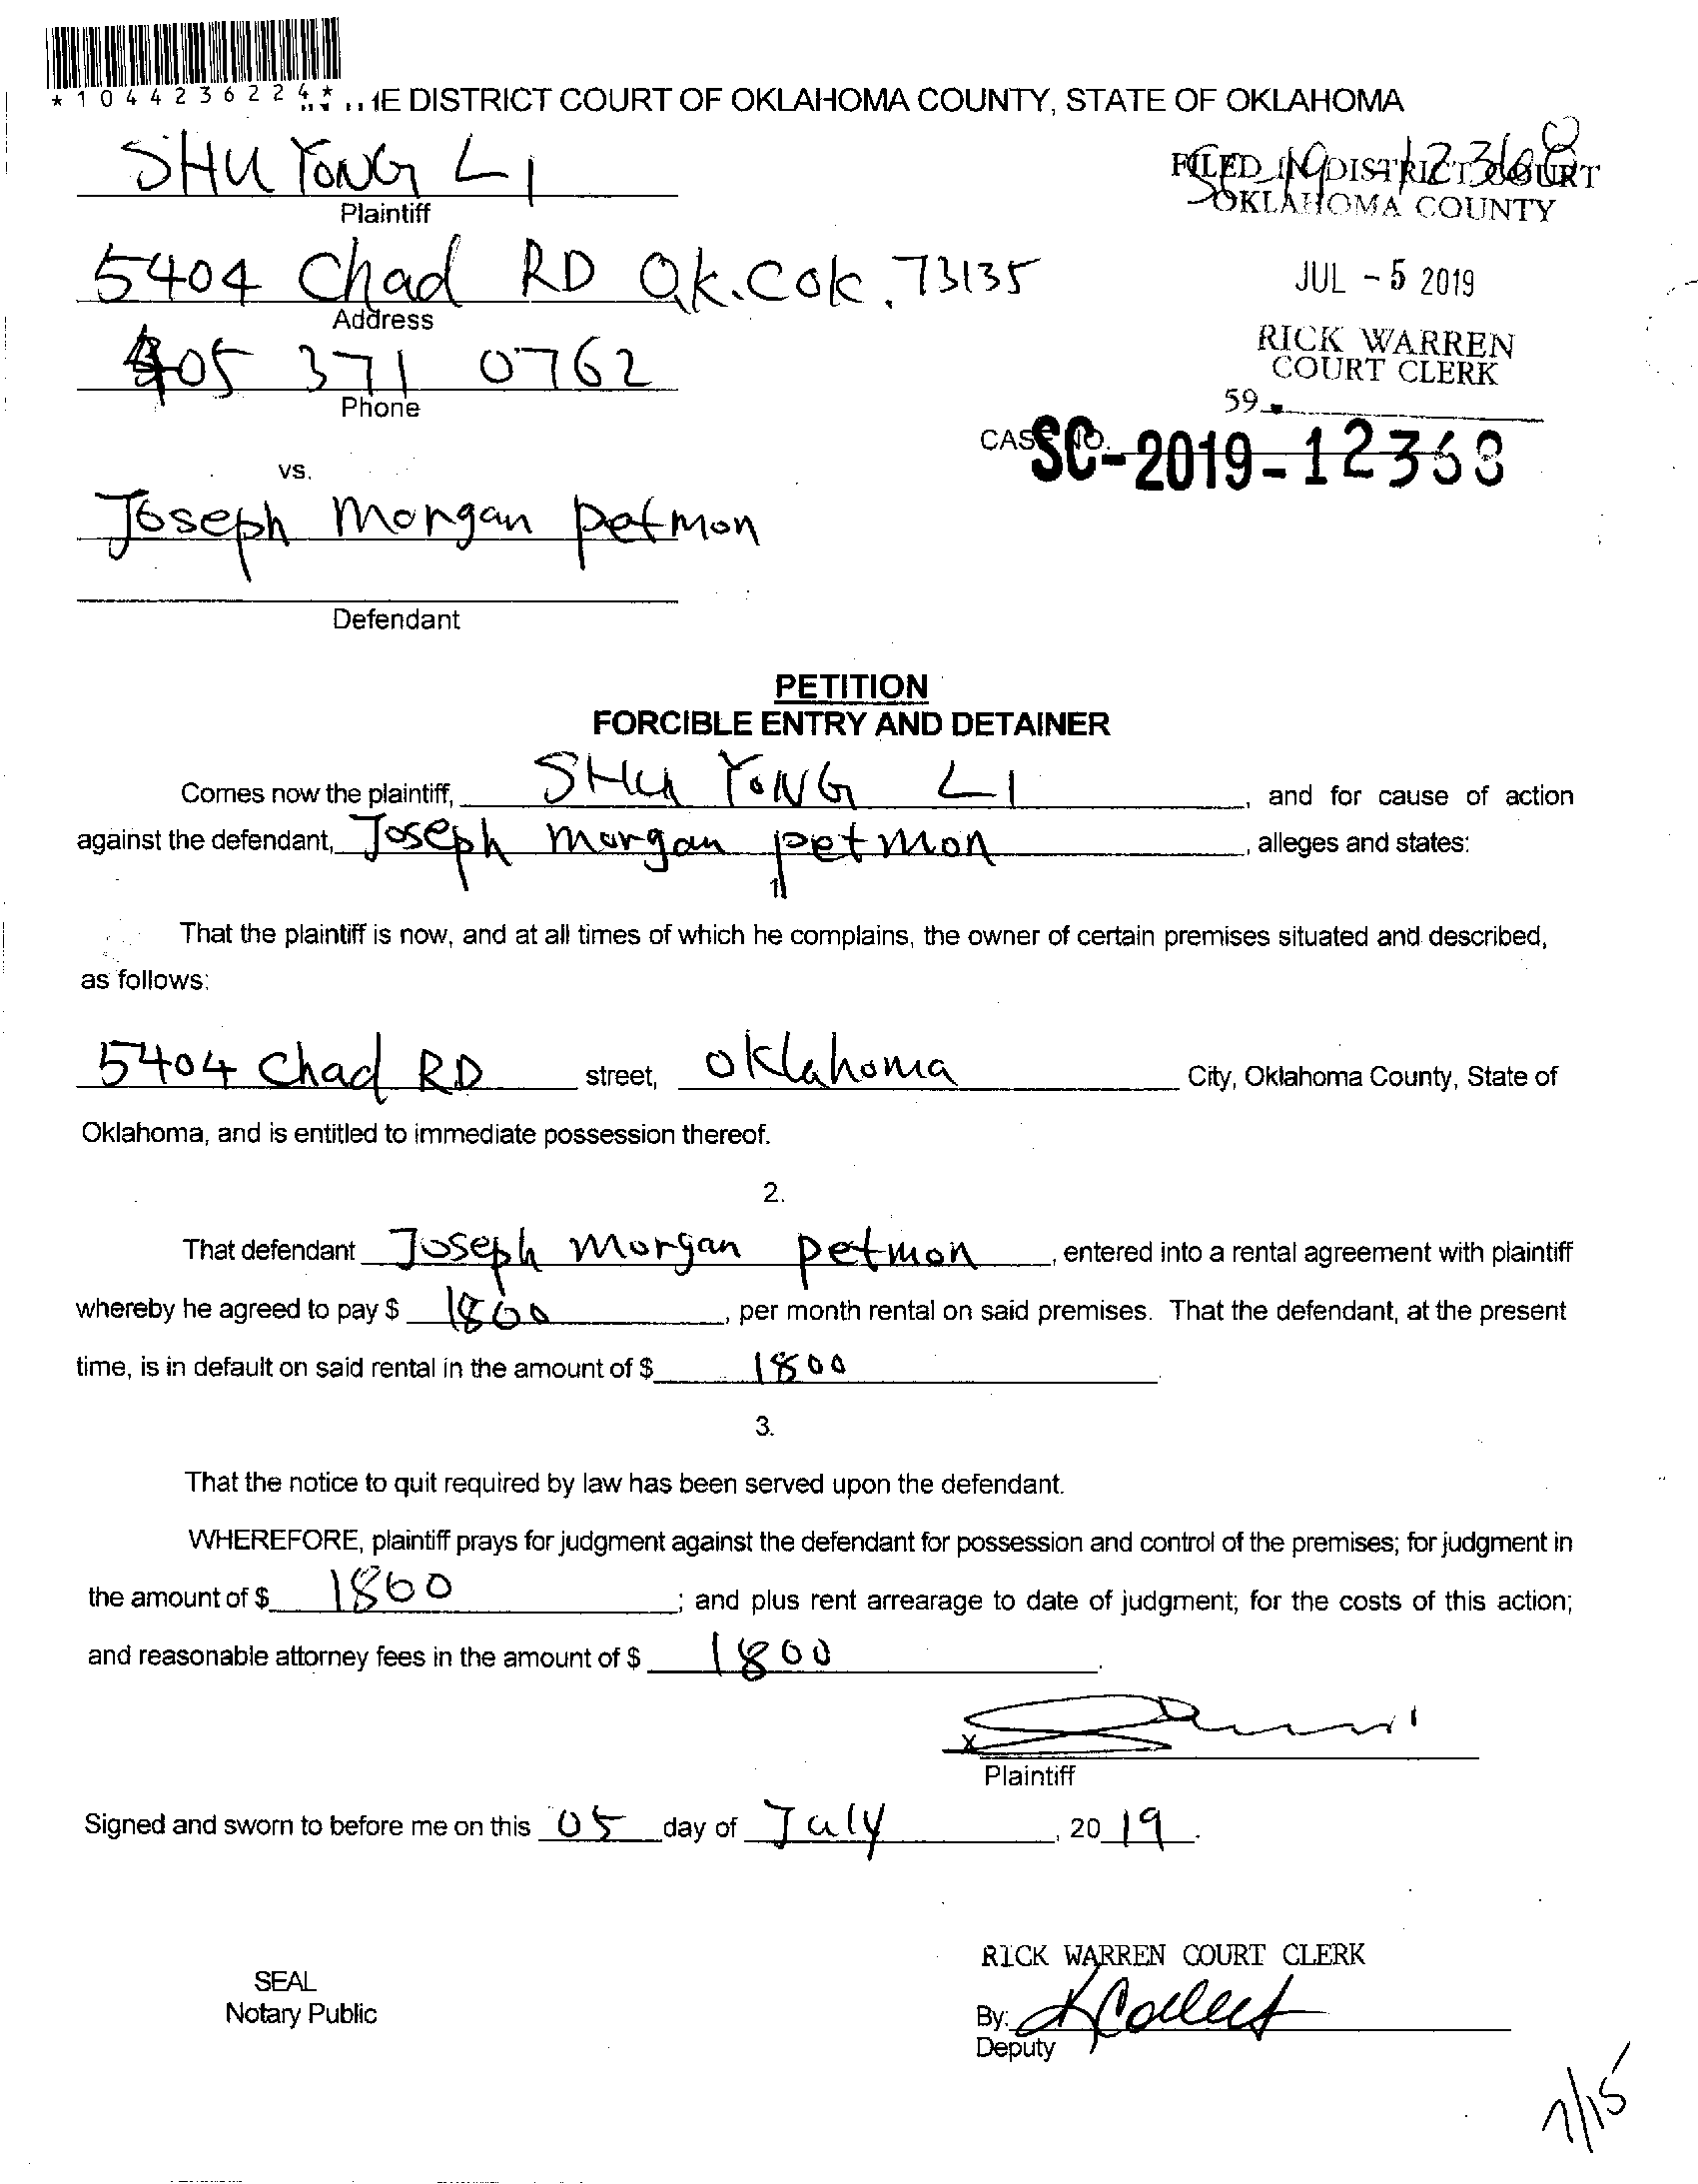 *1044236224*
HE DISTRICT COURT OF OKLAHOMA COUNTY, STATE OF OKLAHOMA
SHU YONG LI
Plaintiff
SC-19-12368
FILED IN DISTRICT COURT
OKLAHOMA COUNTY
5404 Chad RD Ok.Cok. 73135
Address
JUL - 5 2019
405 371 0762
Phone
RICK WARREN
COURT CLERK
59
CASE NO.
SC-2019-12368
vs.
Joseph Morgan petmon
Defendant
PETITION
FORCIBLE ENTRY AND DETAINER
Comes now the plaintiff, SHU YONG LI, and for cause of action
against the defendant, Joseph morgan petmon, alleges and states:
1
That the plaintiff is now, and at all times of which he complains, the owner of certain premises situated and described,
as follows:
5404 Chad RD street, oklahoma City, Oklahoma County, State of
Oklahoma, and is entitled to immediate possession thereof.
2.
That defendant Joseph morgan petmon, entered into a rental agreement with plaintiff
whereby he agreed to pay $ 1800, per month rental on said premises. That the defendant, at the present
time, is in default on said rental in the amount of $ 1800.
3.
That the notice to quit required by law has been served upon the defendant.
WHEREFORE, plaintiff prays for judgment against the defendant for possession and control of the premises; for judgment in
the amount of $ 1800; and plus rent arrearage to date of judgment; for the costs of this action;
and reasonable attorney fees in the amount of $ 1800.
x
Plaintiff
Signed and sworn to before me on this 05 day of July, 2019.
RICK WARREN COURT CLERK
SEAL
Notary Public
By:
Deputy
7/15